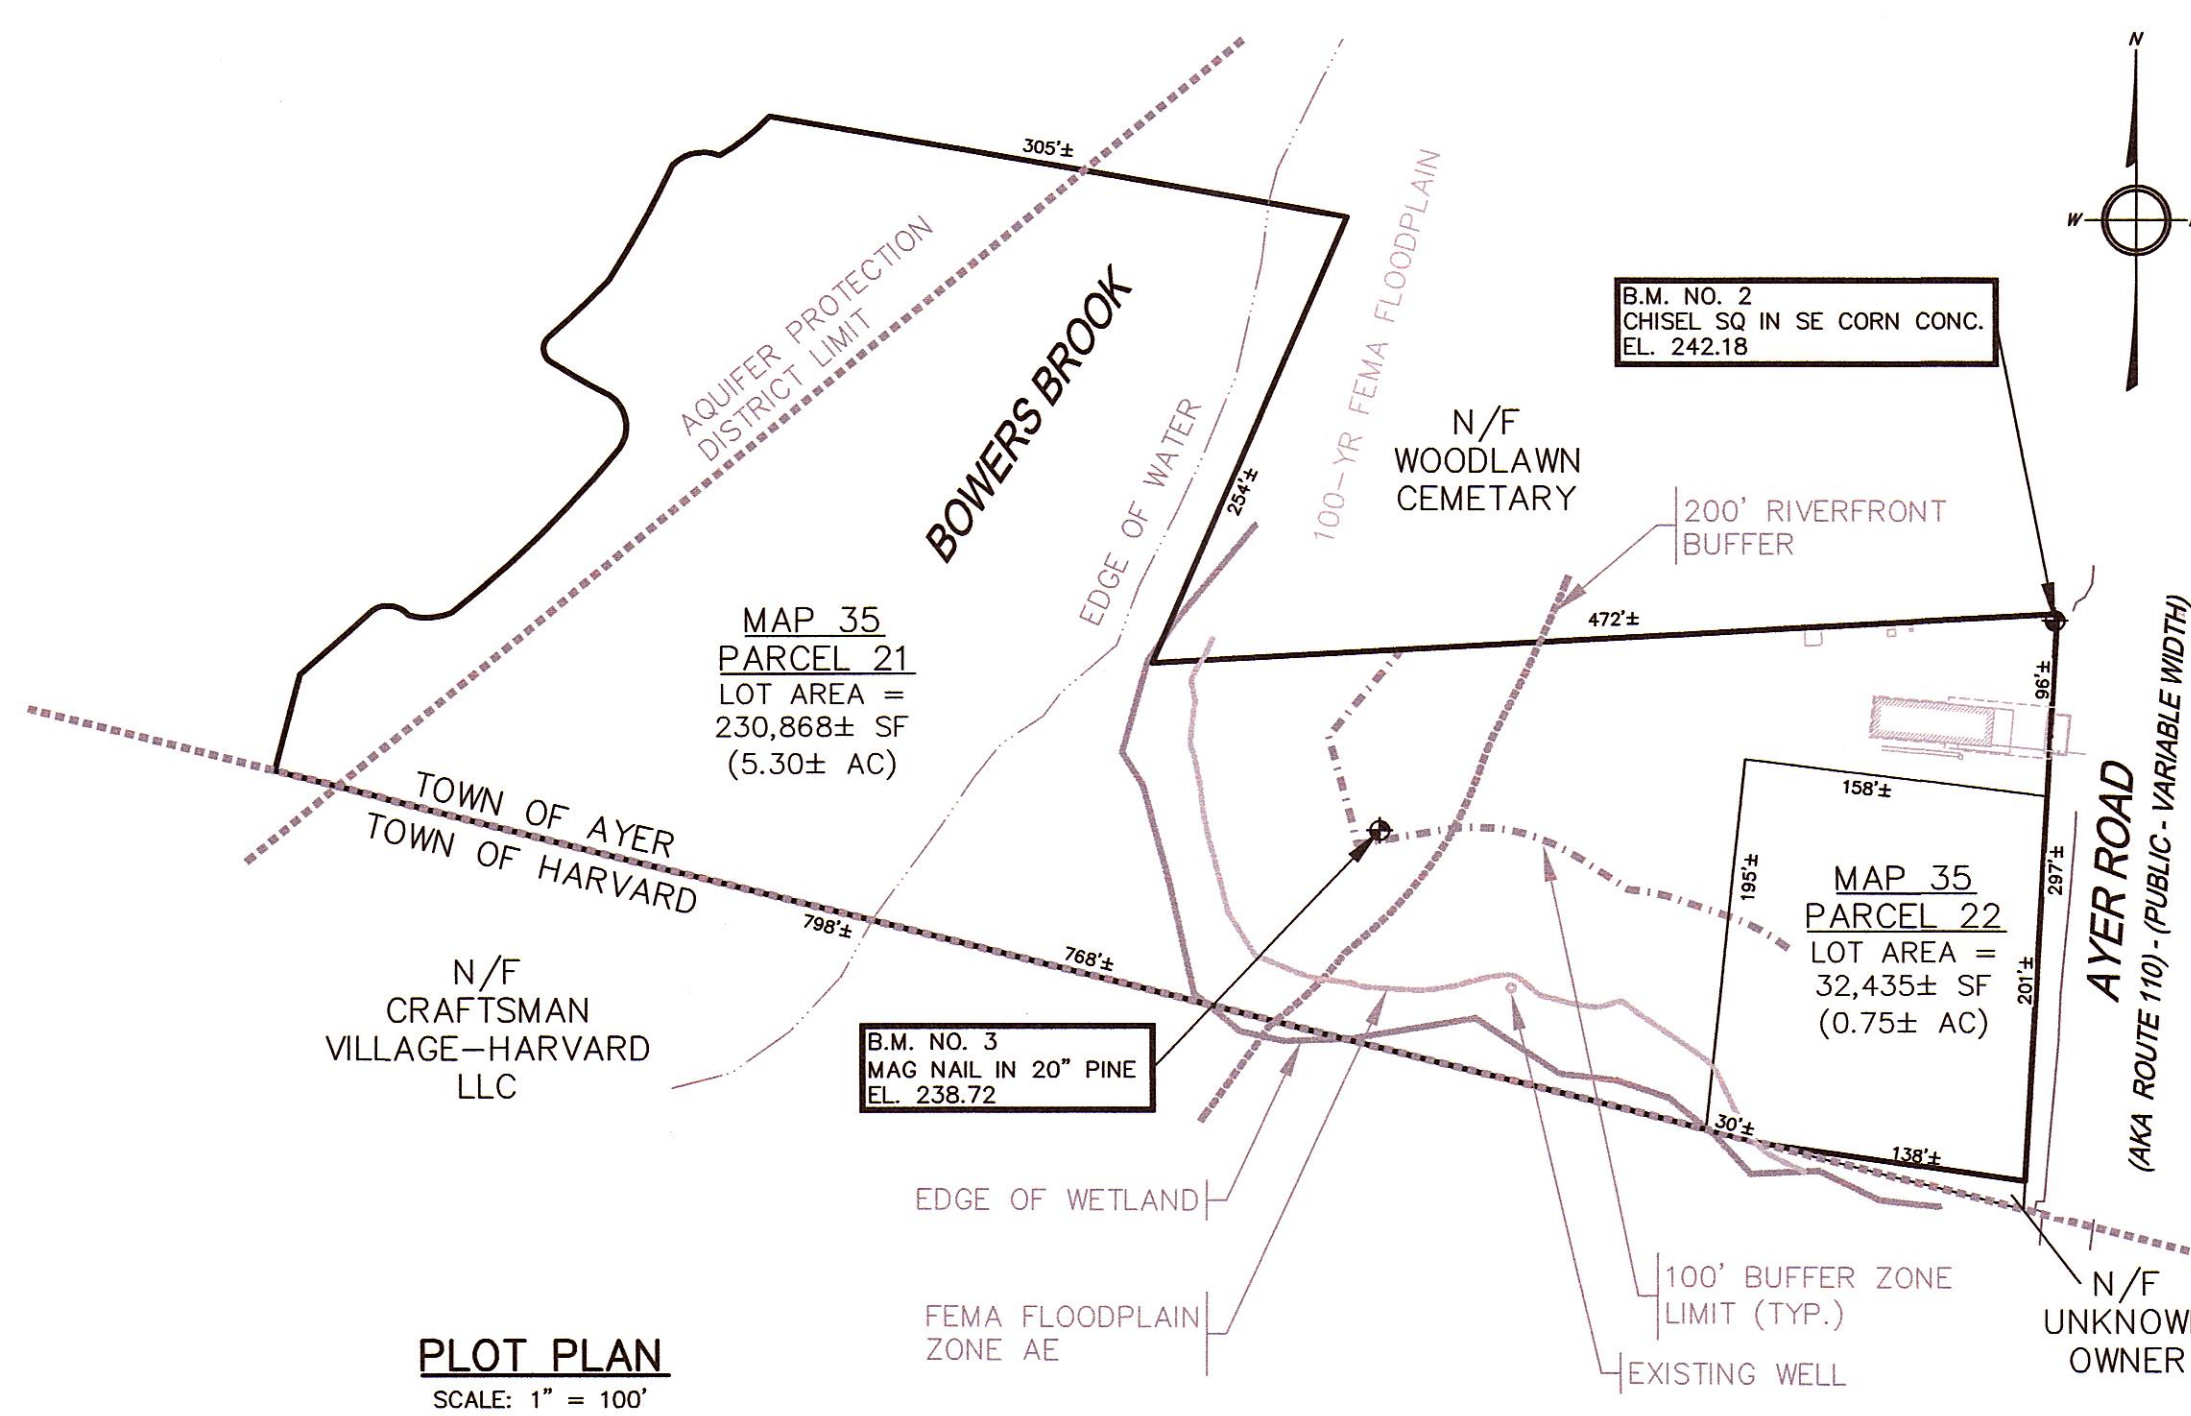 N
W
305'±
AQUIFER PROTECTION
DISTRICT LIMIT
BOWERS BROOK
EDGE OF WATER
254'±
100-YR FEMA FLOODPLAIN
B.M. NO. 2
CHISEL SQ IN SE CORN CONC.
EL. 242.18
N/F
WOODLAWN
CEMETARY
200' RIVERFRONT
BUFFER
472'±
96'±
MAP 35
PARCEL 21
LOT AREA =
230,868± SF
(5.30± AC)
TOWN OF AYER
TOWN OF HARVARD
798'±
768'±
158'±
195'±
MAP 35
PARCEL 22
LOT AREA =
32,435± SF
(0.75± AC)
297'±
201'±
AYER ROAD
(AKA ROUTE 110) - (PUBLIC - VARIABLE WIDTH)
N/F
CRAFTSMAN
VILLAGE-HARVARD
LLC
B.M. NO. 3
MAG NAIL IN 20" PINE
EL. 238.72
30'±
138'±
EDGE OF WETLAND
FEMA FLOODPLAIN
ZONE AE
100' BUFFER ZONE
LIMIT (TYP.)
EXISTING WELL
N/F
UNKNOW
OWNER
PLOT PLAN
SCALE: 1" = 100'